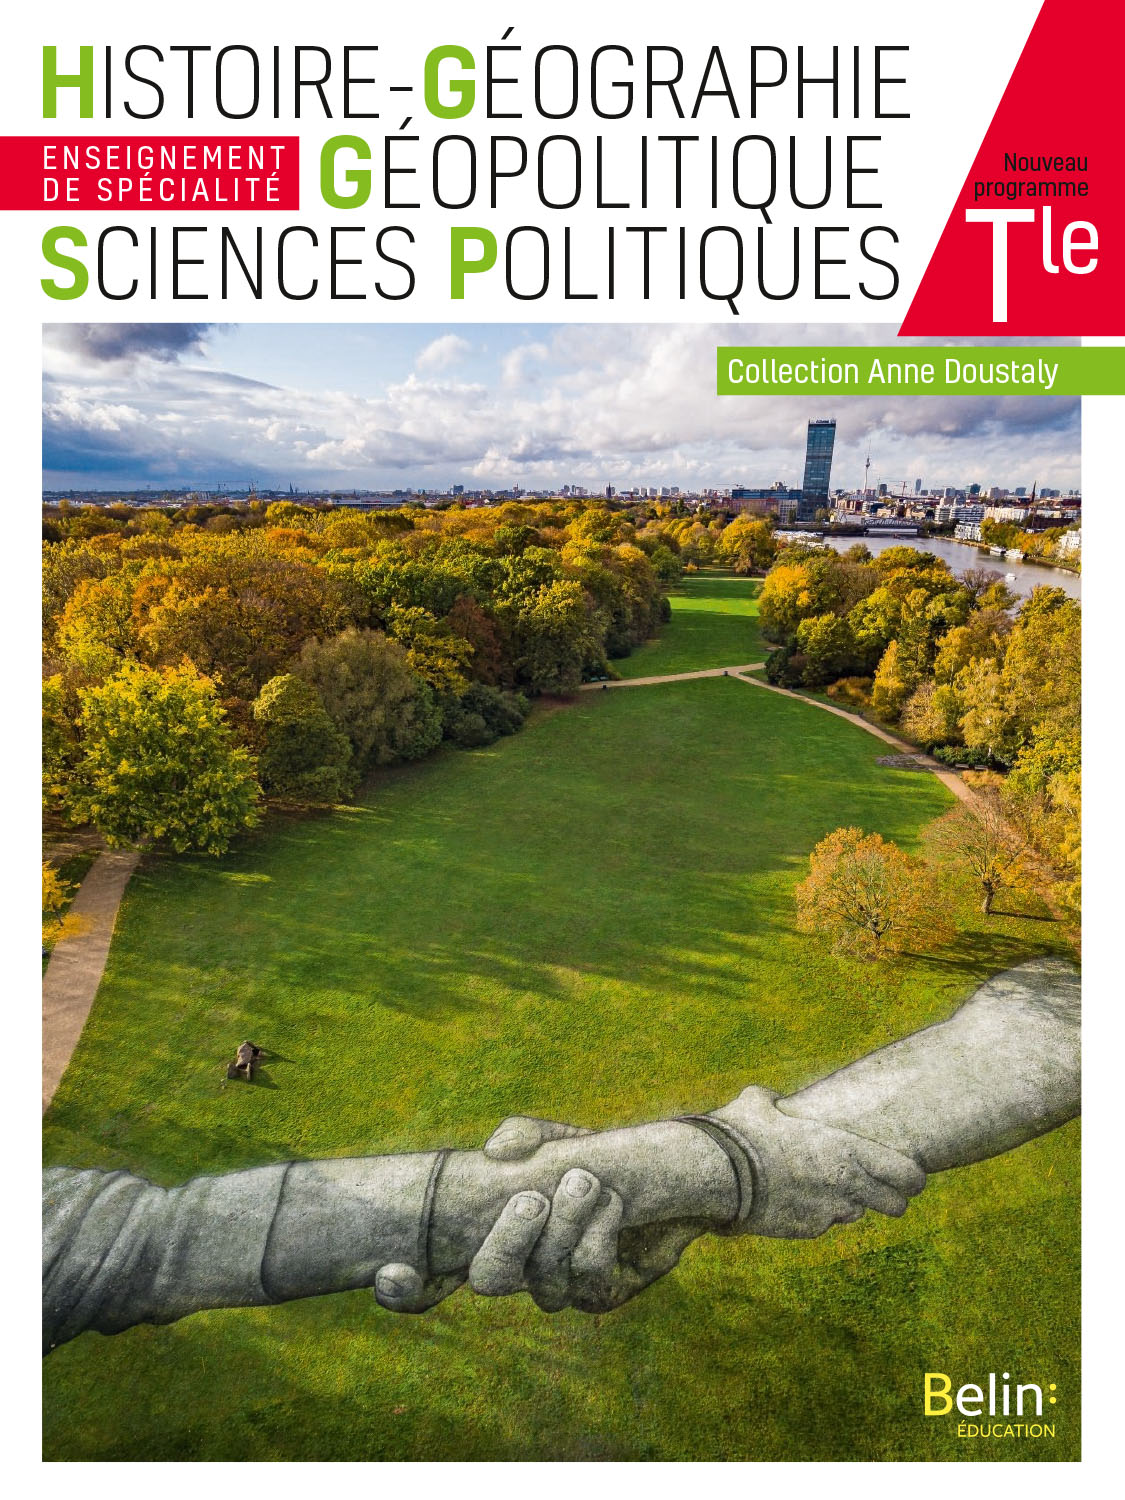 HISTOIRE-GÉOGRAPHIE
ENSEIGNEMENT
DE SPÉCIALITÉ
GÉOPOLITIQUE
SCIENCES POLITIQUES
Nouveau
programme
Tle
Collection Anne Doustaly
Belin:
ÉDUCATION